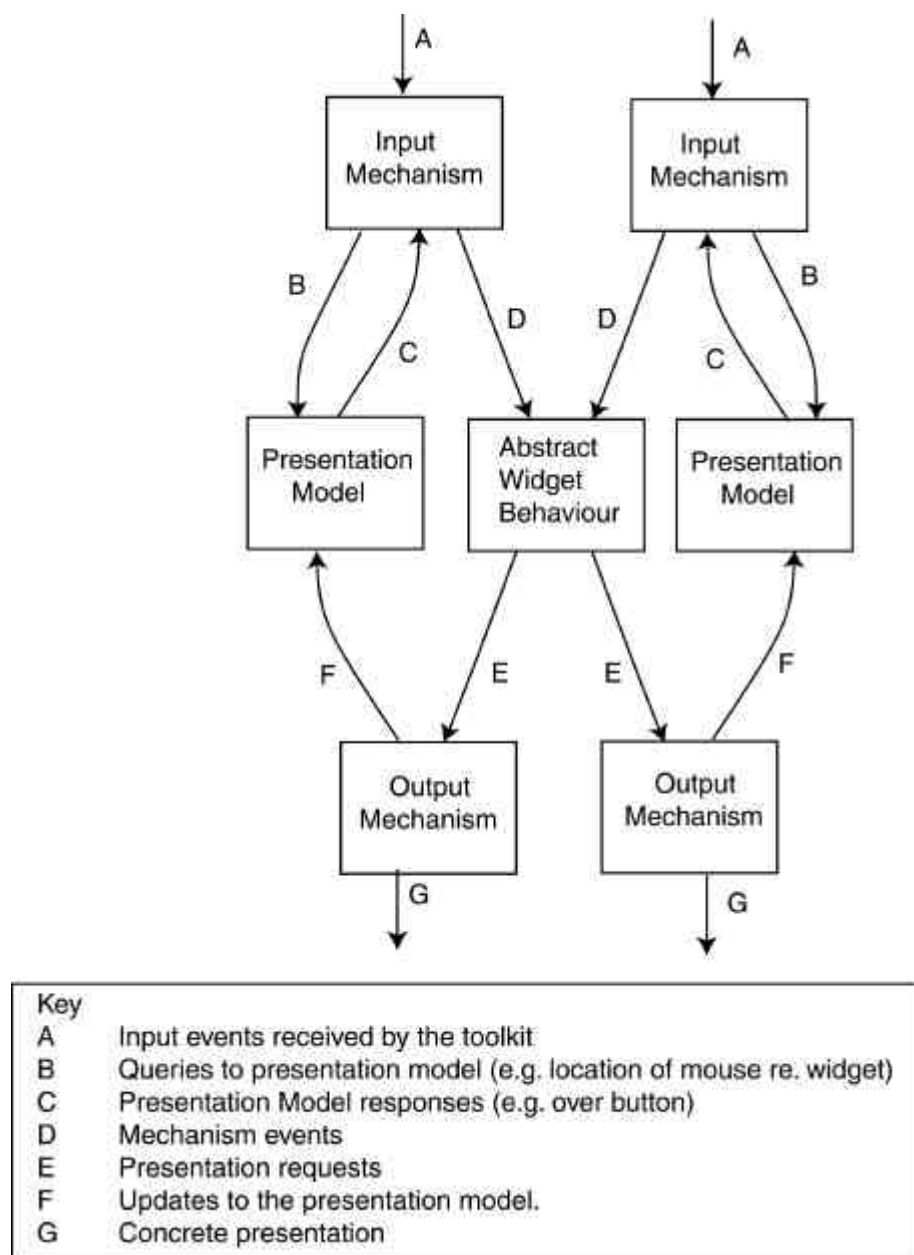 A
A
Input
Mechanism
Input
Mechanism
B
C
D
D
C
B
Presentation
Model
Abstract
Widget
Behaviour
Presentation
Model
F
E
E
F
Output
Mechanism
Output
Mechanism
G
G
Key
A Input events received by the toolkit
B Queries to presentation model (e.g. location of mouse re. widget)
C Presentation Model responses (e.g. over button)
D Mechanism events
E Presentation requests
F Updates to the presentation model.
G Concrete presentation